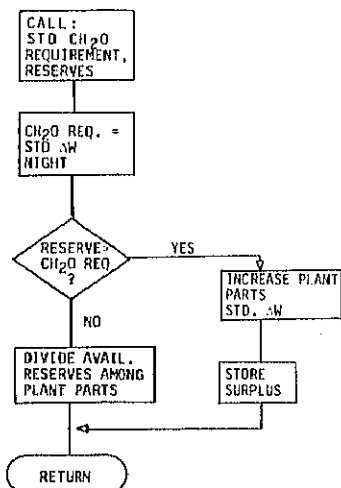 CALL:
STD CH2O
REQUIREMENT,
RESERVES
CH2O REQ. =
STD ΔW
NIGHT
RESERVE>
CH2O REQ
?
YES
NO
INCREASE PLANT
PARTS
STD. ΔW
DIVIDE AVAIL.
RESERVES AMONG
PLANT PARTS
STORE
SURPLUS
RETURN